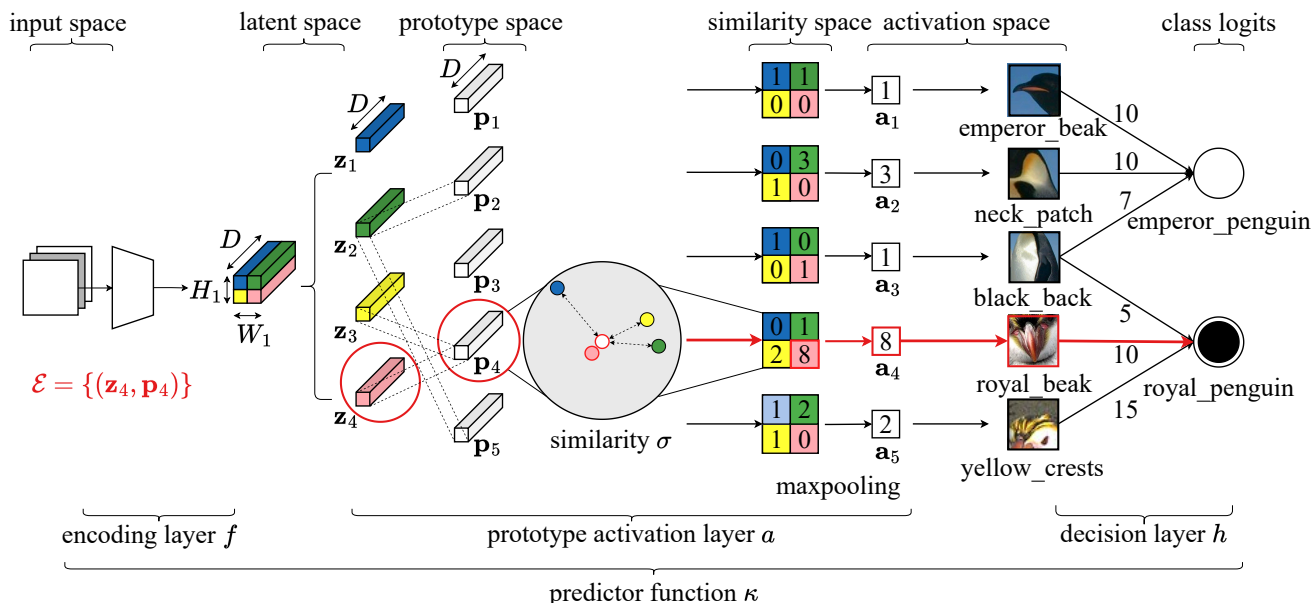 input space
latent space
prototype space
similarity space
activation space
class logits
D
D
D
H₁
W₁
z₁
z₂
z₃
z₄
p₁
p₂
p₃
p₄
p₅
ℰ = {(z₄, p₄)}
similarity σ
1 1
0 0
1
a₁
emperor_beak
10
0 3
1 0
3
a₂
neck_patch
10
emperor_penguin
7
1 0
0 1
1
a₃
black_back
5
0 1
2 8
8
a₄
royal_beak
10
royal_penguin
15
1 2
1 0
2
a₅
yellow_crests
maxpooling
encoding layer f
prototype activation layer a
decision layer h
predictor function κ